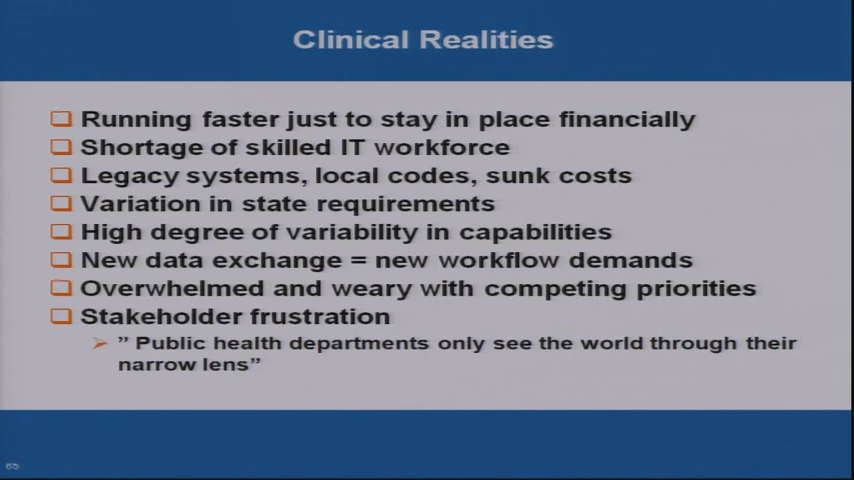 Clinical Realities
Running faster just to stay in place financially
Shortage of skilled IT workforce
Legacy systems, local codes, sunk costs
Variation in state requirements
High degree of variability in capabilities
New data exchange = new workflow demands
Overwhelmed and weary with competing priorities
Stakeholder frustration
” Public health departments only see the world through their
narrow lens”
65